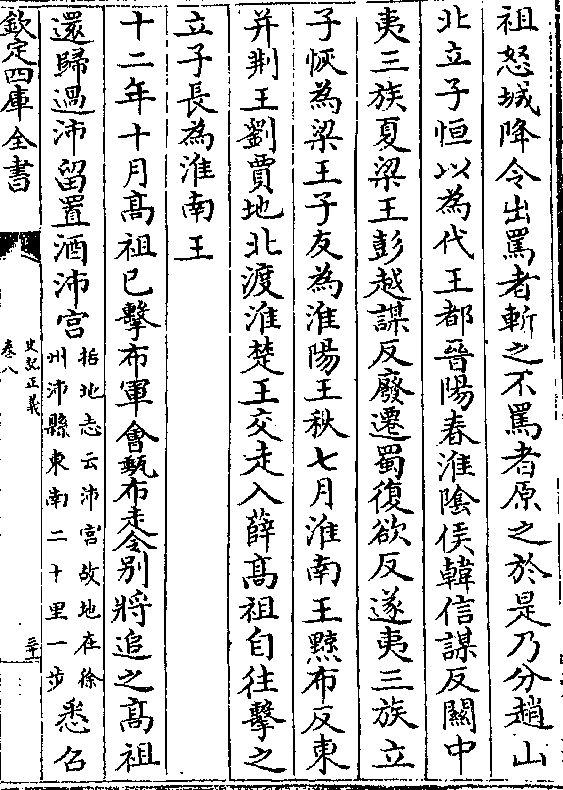 祖怒城降令出罵者斬之不罵者原之於是乃分趙山
北立子恒以為代王都晉陽春淮隂侯韓信謀反闗中
夷三族夏梁王彭越謀反廢遷蜀復欲反遂夷三族立
子恢為梁王子友為淮陽王秋七月淮南王黥布反東
并荆王劉賈地北渡淮楚王交走入薛髙祖自往擊之
立子長為淮南王
十二年十月髙祖已擊布軍會甀布走令别將追之髙祖
還歸過沛留置酒沛宫
括地志云沛宫故地在徐
州沛縣東南二十里一步
悉召
欽定四庫全書
史記正義
卷八